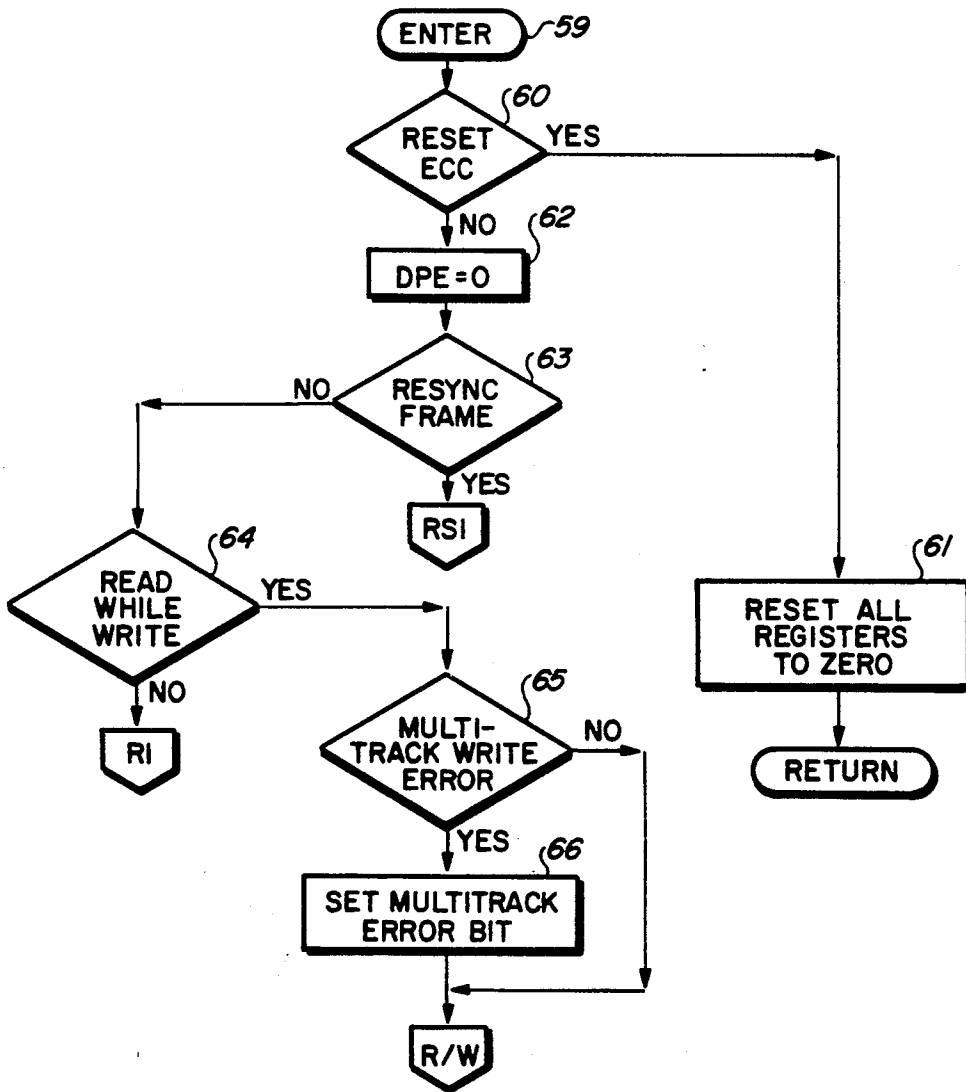 ENTER
59
60
RESET
ECC
YES
NO
62
DPE=0
63
RESYNC
FRAME
NO
YES
RS1
64
READ
WHILE
WRITE
YES
NO
R1
61
RESET ALL
REGISTERS
TO ZERO
RETURN
65
MULTI-
TRACK WRITE
ERROR
NO
YES
66
SET MULTITRACK
ERROR BIT
R/W